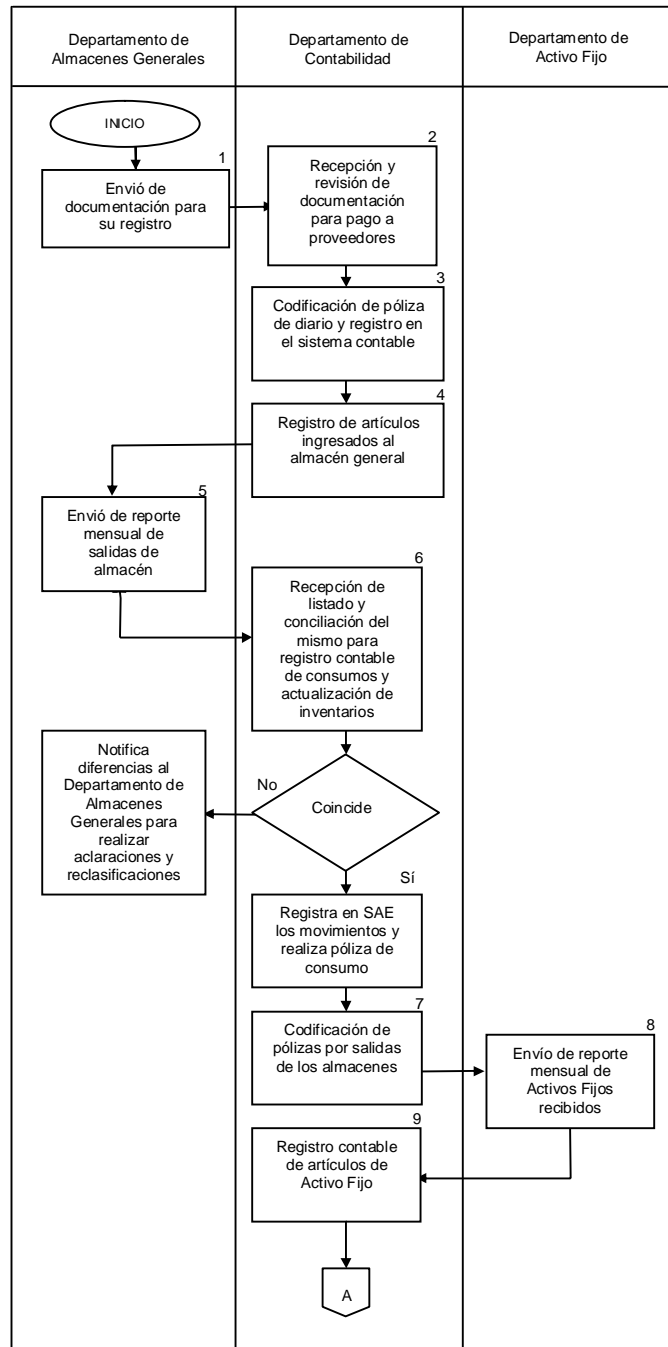 Departamento de
Almacenes Generales
Departamento de
Contabilidad
Departamento de
Activo Fijo
INICIO
1
Envió de
documentación para
su registro
2
Recepción y
revisión de
documentación
para pago a
proveedores
3
Codificación de póliza
de diario y registro en
el sistema contable
4
Registro de artículos
ingresados al
almacén general
5
Envió de reporte
mensual de
salidas de
almacén
6
Recepción de
listado y
conciliación del
mismo para
registro contable
de consumos y
actualización de
inventarios
Notifica
diferencias al
Departamento de
Almacenes
Generales para
realizar
aclaraciones y
reclasificaciones
No
Coincide
Sí
Registra en SAE
los movimientos y
realiza póliza de
consumo
7
Codificación de
pólizas por salidas
de los almacenes
8
Envío de reporte
mensual de
Activos Fijos
recibidos
9
Registro contable
de artículos de
Activo Fijo
A